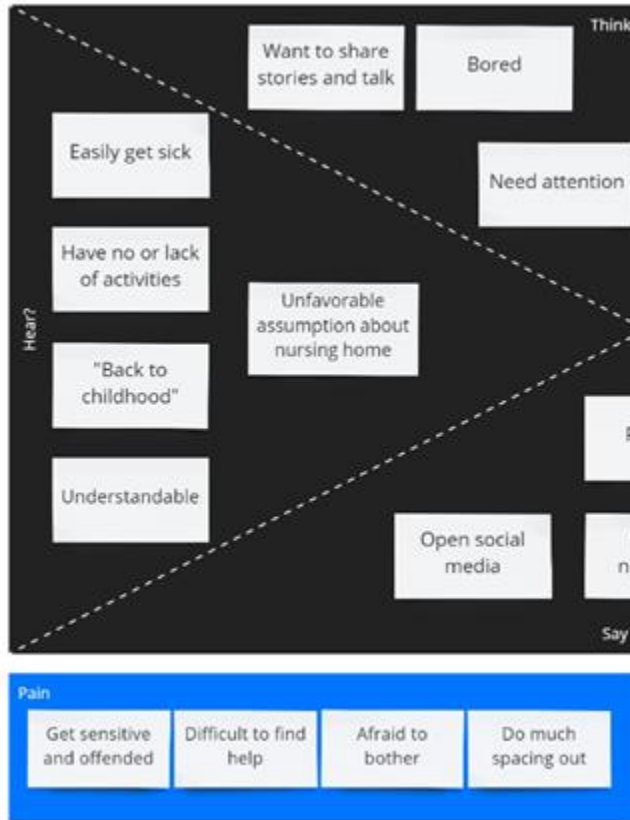 Think
Want to share
stories and talk
Bored
Need attention
Hear?
Easily get sick
Have no or lack
of activities
"Back to
childhood"
Understandable
Unfavorable
assumption about
nursing home
Open social
media
n
Say
Pain
Get sensitive
and offended
Difficult to find
help
Afraid to
bother
Do much
spacing out